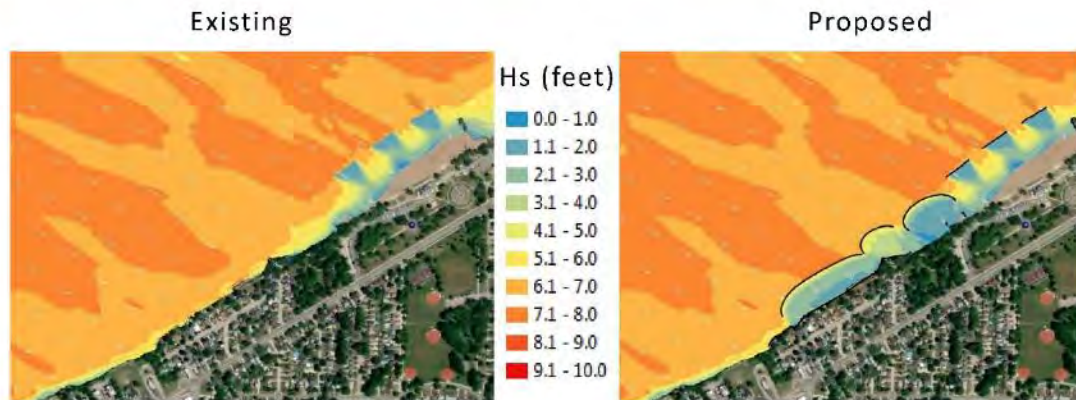 Existing
Proposed
Hs (feet)
0.0 - 1.0
1.1 - 2.0
2.1 - 3.0
3.1 - 4.0
4.1 - 5.0
5.1 - 6.0
6.1 - 7.0
7.1 - 8.0
8.1 - 9.0
9.1 - 10.0